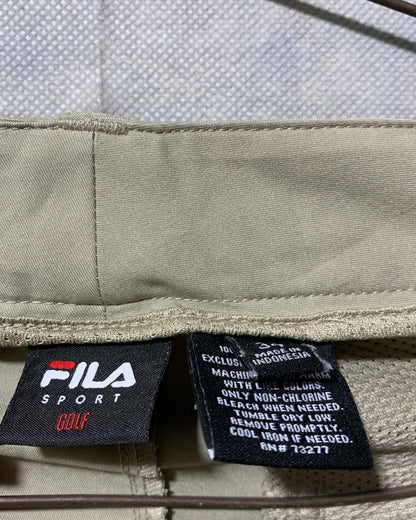 FILA
SPORT
GOLF
MADE IN
INDONESIA
MACHINE
WITH LIKE COLORS.
ONLY NON-CHLORINE
BLEACH WHEN NEEDED.
TUMBLE DRY LOW.
REMOVE PROMPTLY.
COOL IRON IF NEEDED.
RN# 73277